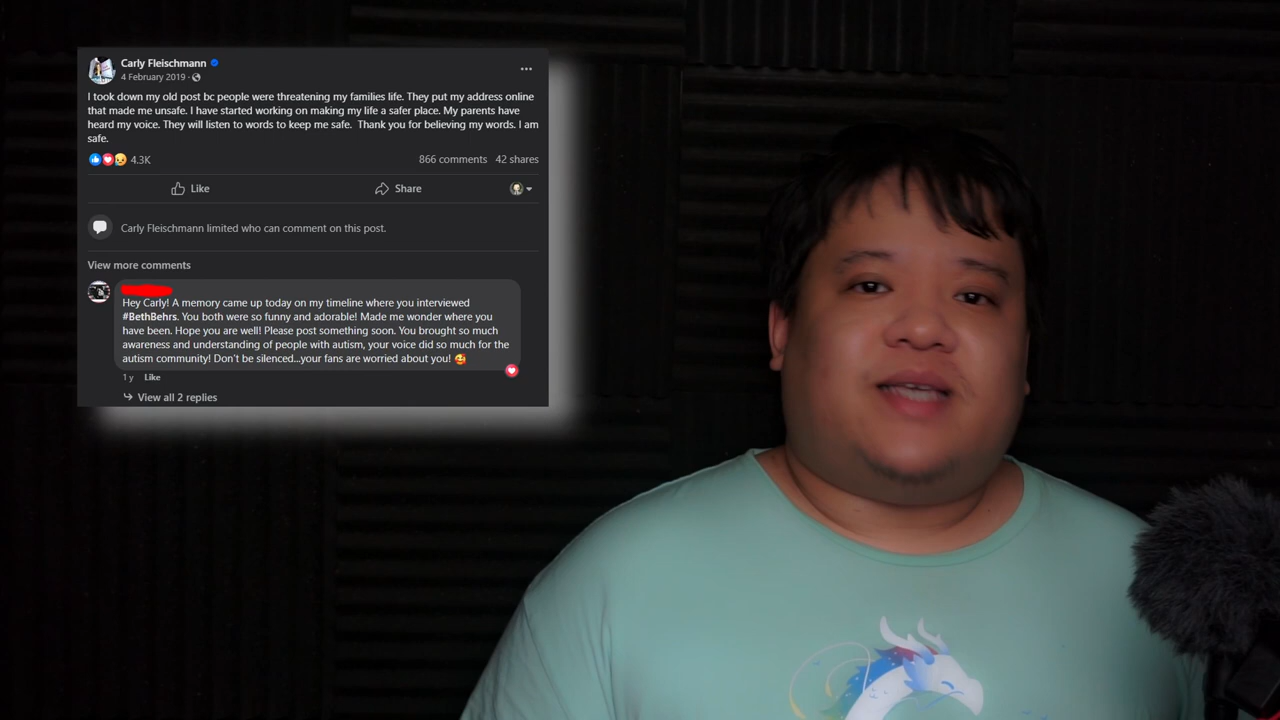 Carly Fleischmann
4 February 2019 ·
I took down my old post bc people were threatening my families life. They put my address online
that made me unsafe. I have started working on making my life a safer place. My parents have
heard my voice. They will listen to words to keep me safe.  Thank you for believing my words. I am
safe.
4.3K 866 comments 42 shares
Like Share
Carly Fleischmann limited who can comment on this post.
View more comments
Hey Carly! A memory came up today on my timeline where you interviewed
#BethBehrs. You both were so funny and adorable! Made me wonder where you
have been. Hope you are well! Please post something soon. You brought so much
awareness and understanding of people with autism, your voice did so much for the
autism community! Don't be silenced...your fans are worried about you! 🥰
1 y Like
View all 2 replies